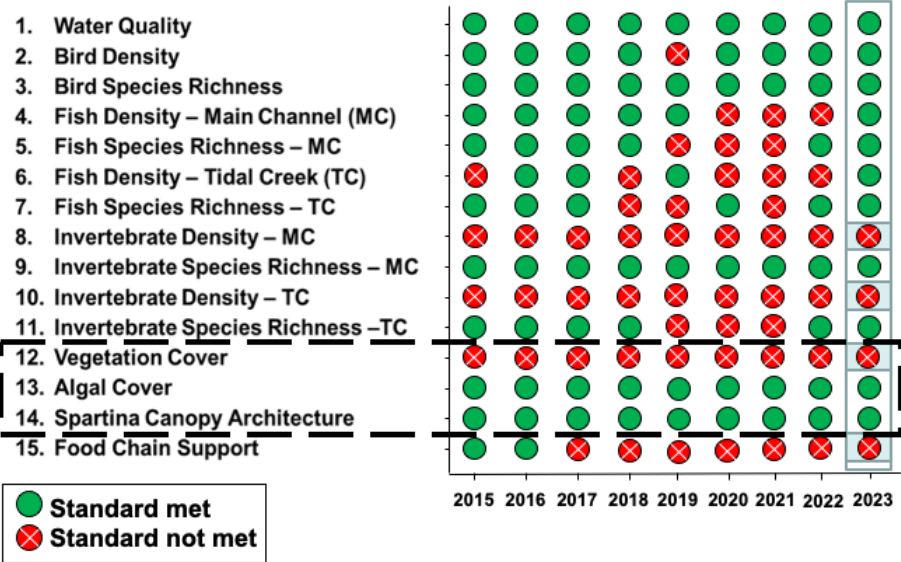 1. Water Quality
2. Bird Density
3. Bird Species Richness
4. Fish Density – Main Channel (MC)
5. Fish Species Richness – MC
6. Fish Density – Tidal Creek (TC)
7. Fish Species Richness – TC
8. Invertebrate Density – MC
9. Invertebrate Species Richness – MC
10. Invertebrate Density – TC
11. Invertebrate Species Richness –TC
12. Vegetation Cover
13. Algal Cover
14. Spartina Canopy Architecture
15. Food Chain Support
2015 2016 2017 2018 2019 2020 2021 2022 2023
Standard met
Standard not met